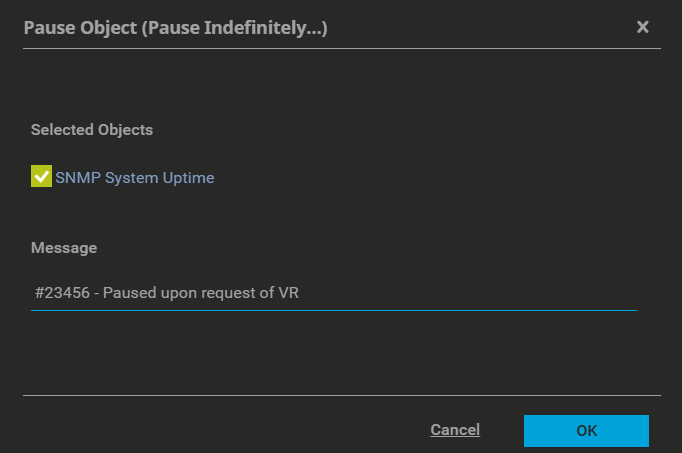 Pause Object (Pause Indefinitely...)
Selected Objects
SNMP System Uptime
Message
#23456 - Paused upon request of VR
Cancel
OK